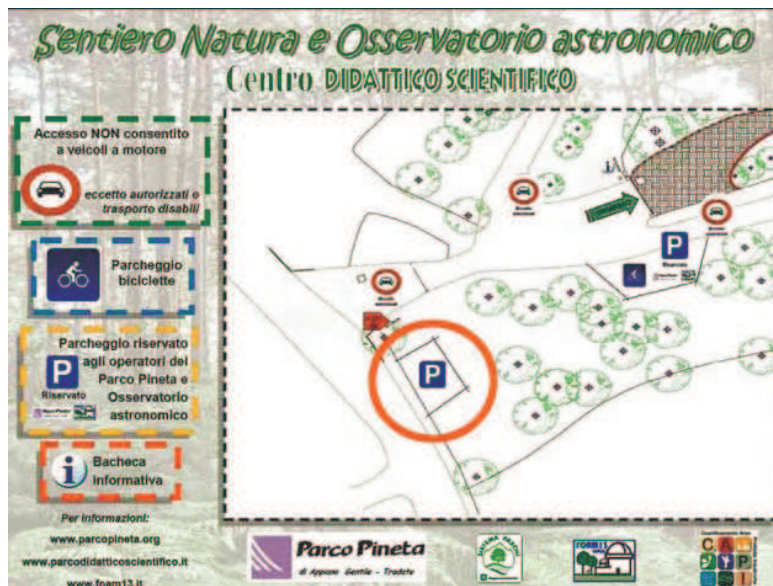 Sentiero Natura e Osservatorio astronomico
Centro DIDATTICO SCIENTIFICO
Accesso NON consentito
a veicoli a motore
eccetto autorizzati o
trasporto disabili
Parcheggio
biciclette
Parcheggio riservato
agli operatori del
Parco Pineta e
Osservatorio
astronomico
P
Riservato
i
Bacheca
Informativa
Per informazioni:
www.parcopineta.org
www.parcodidatticoscientifico.it
www.foam13.it
i
P
Riservato
P
Parco Pineta
di Appiano Gentile - Tradate
FOAM13